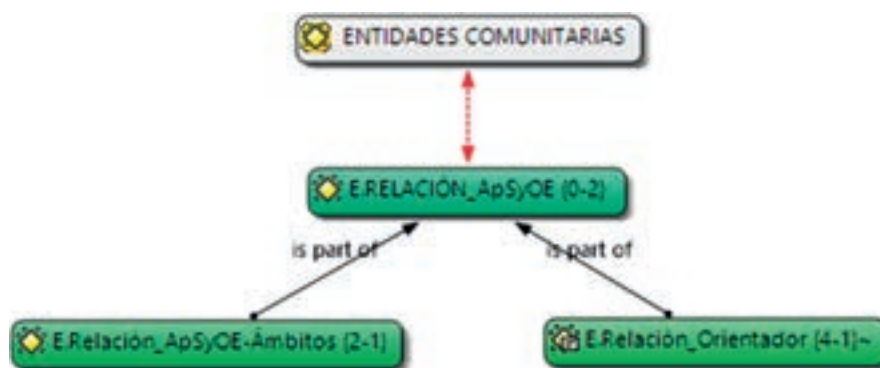 ENTIDADES COMUNITARIAS
E.RELACIÓN_ApSyOE {0-2}
is part of
is part of
E.Relación_ApSyOE-Ámbitos {2-1}
E.Relación_Orientador {4-1}~